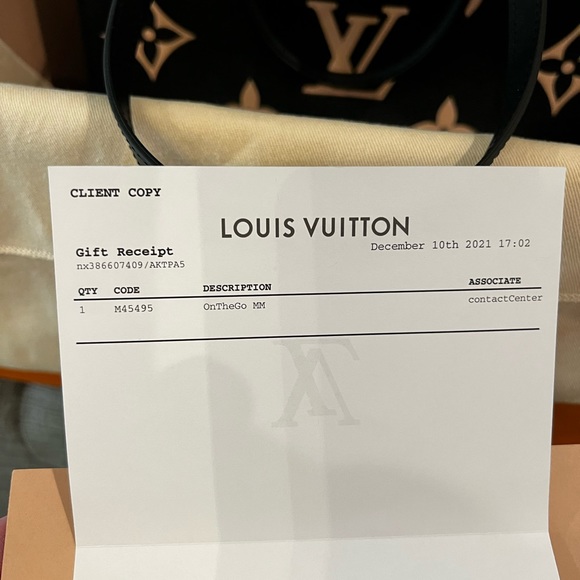 CLIENT COPY
LOUIS VUITTON
Gift Receipt
December 10th 2021 17:02
nx386607409/AKTPA5
QTY CODE DESCRIPTION ASSOCIATE
1 M45495 OnTheGo MM contactCenter